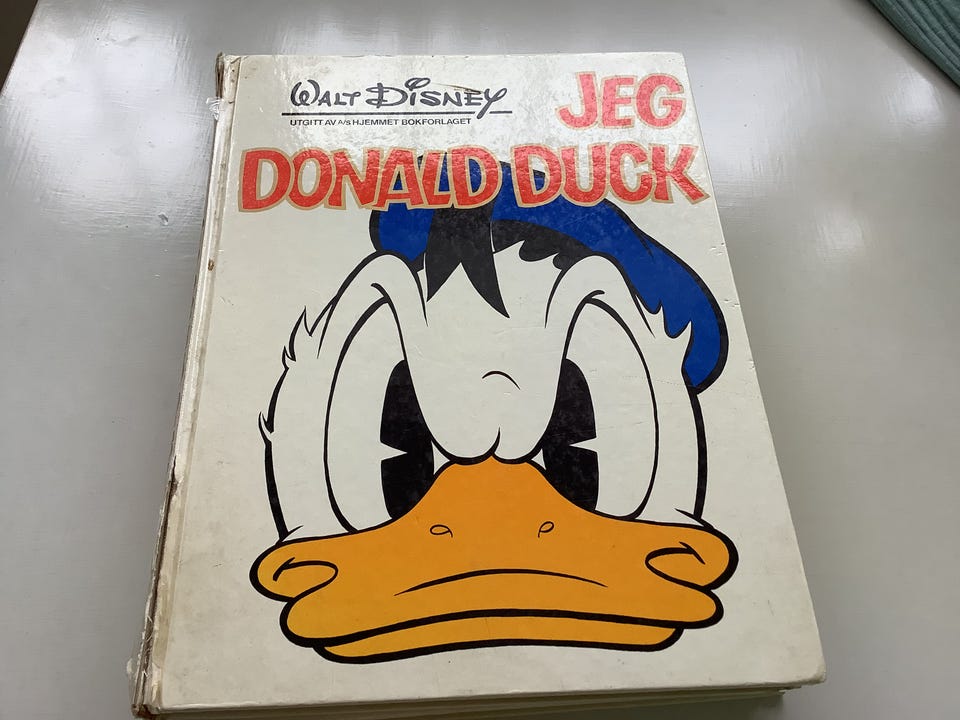 WALT DISNEY
UTGITT AV A/S HJEMMET BOKFORLAGET
JEG
DONALD DUCK